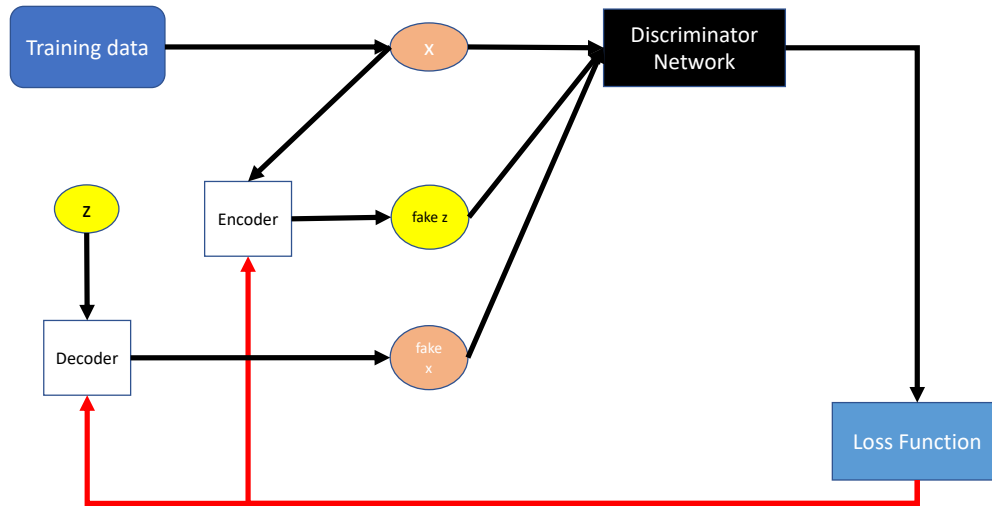 Training data
x
Discriminator
Network
z
Encoder
fake z
Decoder
fake
x
Loss Function